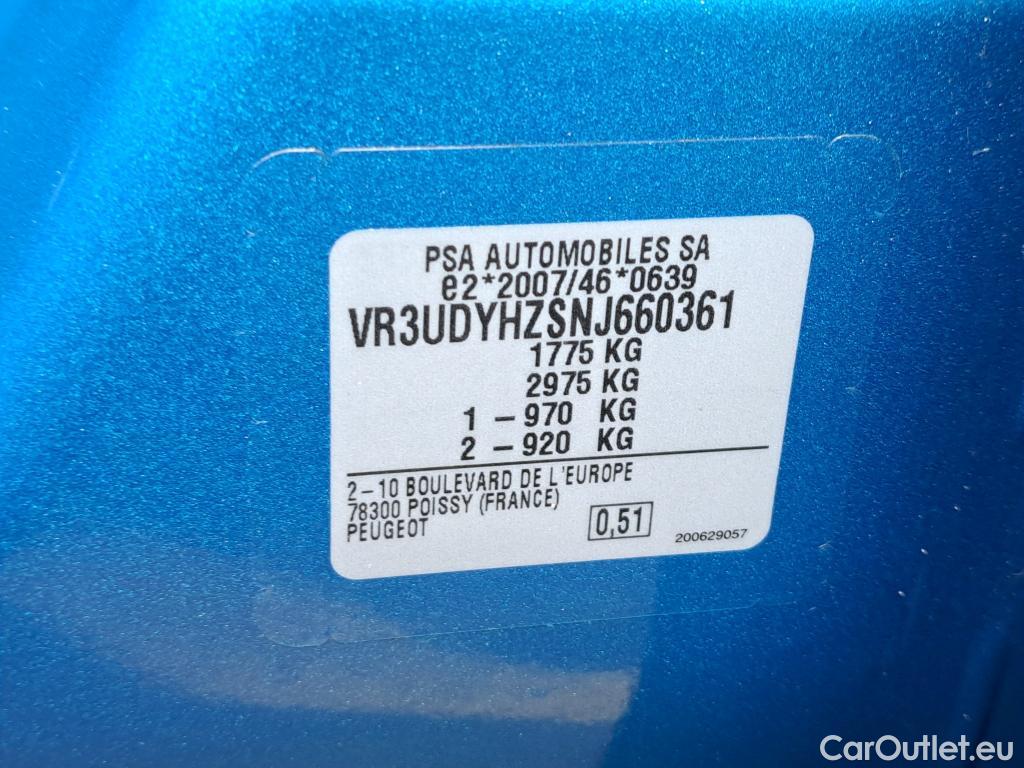 PSA AUTOMOBILES SA
e2*2007/46*0639
VR3UDYHZSNJ660361
1775 KG
2975 KG
1 – 970 KG
2 – 920 KG
2–10 BOULEVARD DE L'EUROPE
78300 POISSY (FRANCE)
PEUGEOT
0,51
200629057
CarOutlet.eu